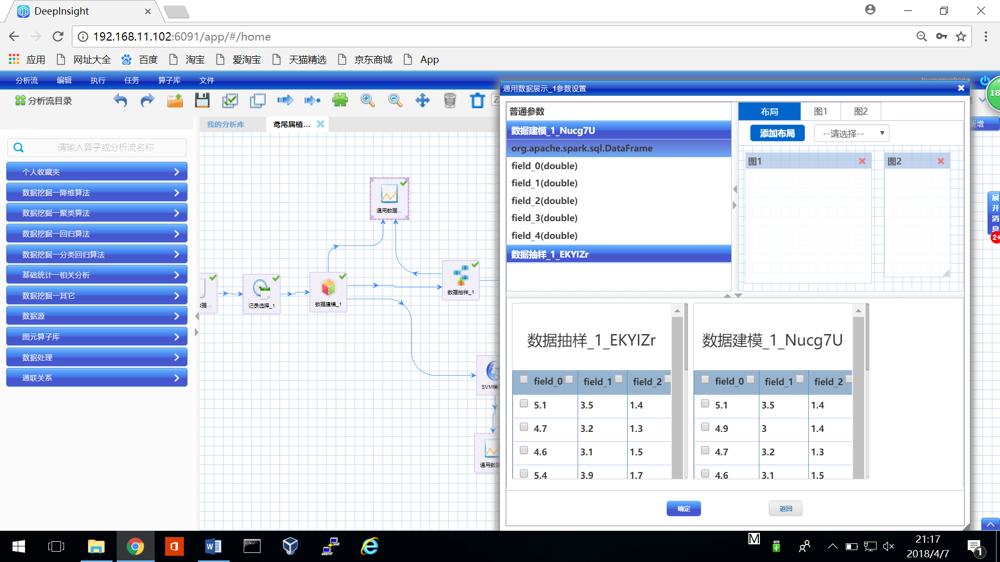 DeepInsight
192.168.11.102:6091/app/#/home
应用 网址大全 百度 淘宝 爱淘宝 天猫精选 京东商城 App
分析流 编辑 执行 任务 算子库 文件
分析流目录
我的分析库 鸢尾属植...
请输入算子或分析流名称
个人收藏夹
数据挖掘—降维算法
数据挖掘—聚类算法
数据挖掘—回归算法
数据挖掘—分类回归算法
基础统计—相关分析
数据挖掘—其它
数据源
图元算子库
数据处理
通联关系
通用数据...
数据抽样_1
数据建模_1
记录选择_1
据...
SVM模
通用数据
通用数据展示_1参数设置
普通参数
数据建模_1_Nucg7U
org.apache.spark.sql.DataFrame
field_0(double)
field_1(double)
field_2(double)
field_3(double)
field_4(double)
数据抽样_1_EKYIZr
布局 图1 图2
添加布局 --请选择--
图1 图2
新增
18
展开消息
2+
数据抽样_1_EKYIZr
field_0 field_1 field_2
5.1 3.5 1.4
4.7 3.2 1.3
4.6 3.1 1.5
5.4 3.9 1.7
数据建模_1_Nucg7U
field_0 field_1 field_2
5.1 3.5 1.4
4.9 3 1.4
4.7 3.2 1.3
4.6 3.1 1.5
确定 返回
M
21:17
2018/4/7
1